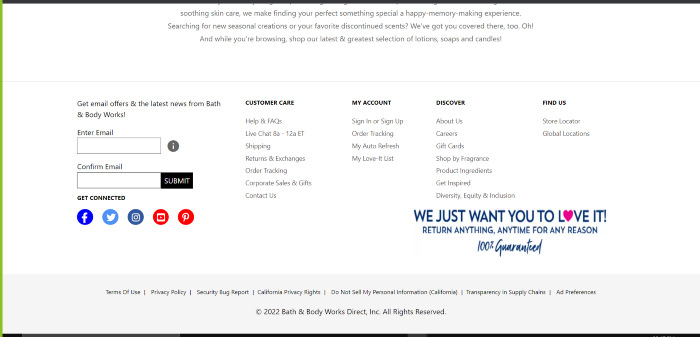 soothing skin care, we make finding your perfect something special a happy-memory-making experience.
Searching for new seasonal creations or your favorite discontinued scents? We've got you covered there, too. Oh!
And while you're browsing, shop our latest & greatest selection of lotions, soaps and candles!
Get email offers & the latest news from Bath
& Body Works!
Enter Email
Confirm Email
SUBMIT
GET CONNECTED
CUSTOMER CARE
Help & FAQs
Live Chat 8a - 12a ET
Shipping
Returns & Exchanges
Order Tracking
Corporate Sales & Gifts
Contact Us
MY ACCOUNT
Sign In or Sign Up
Order Tracking
My Auto Refresh
My Love-It List
DISCOVER
About Us
Careers
Gift Cards
Shop by Fragrance
Product Ingredients
Get Inspired
Diversity, Equity & Inclusion
FIND US
Store Locator
Global Locations
WE JUST WANT YOU TO LOVE IT!
RETURN ANYTHING, ANYTIME FOR ANY REASON
100% Guaranteed
Terms Of Use | Privacy Policy | Security Bug Report | California Privacy Rights | Do Not Sell My Personal Information (California) | Transparency in Supply Chains | Ad Preferences
© 2022 Bath & Body Works Direct, Inc. All Rights Reserved.